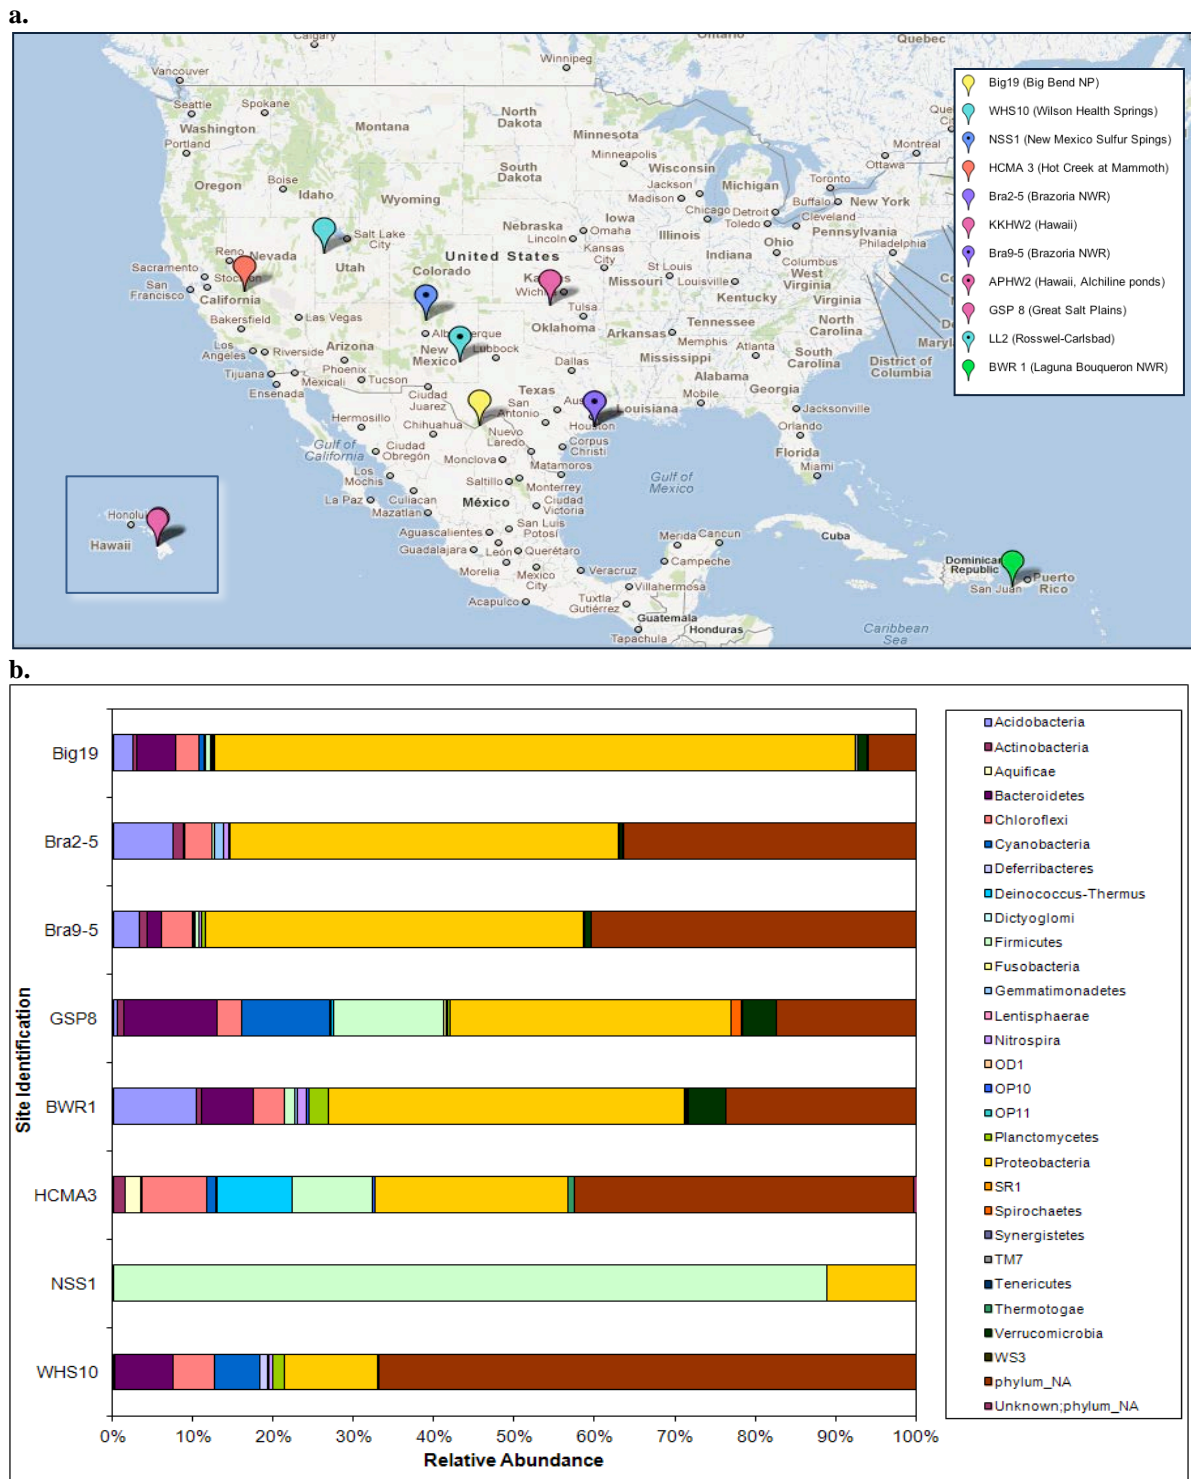 a.
Calgary
Ontario
Quebec
Winnipeg
Vancouver
Seattle
Spokane
Washington
Portland
Montana
North
Dakota
Minnesota
Minneapolis
Wisconsin
Ottawa
Montreal
Oregon
Boise
Idaho
Wyoming
South
Dakota
Jackson
Madison
Michigan
Toronto
Buffalo
New York
Nebraska
Lincoln
Iowa
Omaha
Chicago
Detroit
Toledo
Cleveland
Pennsylvania
Philadelphia
Salt Lake
City
Reno
Nevada
Utah
United States
Colorado
Kansas
City
Illinois
Indiana
Ohio
Columbus
West
Virginia
Sacramento
San
Francisco
California
Wichita
St Louis
Missouri
Louisville
Kentucky
Virginia
Tulsa
Bakersfield
Las Vegas
Oklahoma
Arkansas
Tennessee
Memphis
North
Carolina
Los
Angeles
Riverside
Arizona
Phoenix
New
Mexico
Lubbock
Dallas
Mississippi
Atlanta
South
Carolina
District of
Columbia
Tijuana
Mexicali
Tucson
Ensenada
Ciudad
Juarez
Texas
San
Antonio
Louisiana
Houston
Alabama
Mobile
Georgia
Jacksonville
Hermosillo
Chihuahua
Nuevo
Laredo
Corpus
Christi
Orlando
Florida
Miami
Gulf of
California
Ciudad
Obregón
Monclova
Matamoros
Los
Mochis
Saltillo
Monterrey
Gulf of
Mexico
La Paz
Culiacan
Mazatlan
México
Ciudad
Victoria
Aguascalientes
San Luis
Potosí
Guadalajara
León
Querétaro
Morelia
Mexico
City
Veracruz
Merida
Cancun
Campeche
Cuba
Villahermosa
Acapulco
Tuxtla
Gutiérrez
Guatemala
Honduras
Tapachula
Dominican
Republic
San Juan
Puerto
Rico
Caribbean
Sea
Hawaii
Big19 (Big Bend NP)
WHS10 (Wilson Health Springs)
NSS1 (New Mexico Sulfur Spings)
HCMA 3 (Hot Creek at Mammoth)
Bra2-5 (Brazoria NWR)
KKHW2 (Hawaii)
Bra9-5 (Brazoria NWR)
APHW2 (Hawaii, Alchiline ponds)
GSP 8 (Great Salt Plains)
LL2 (Rosswel-Carlsbad)
BWR 1 (Laguna Bouqueron NWR)
b.
Site Identification
Big19
Bra2-5
Bra9-5
GSP8
BWR1
HCMA3
NSS1
WHS10
0% 10% 20% 30% 40% 50% 60% 70% 80% 90% 100%
Relative Abundance
Acidobacteria
Actinobacteria
Aquificae
Bacteroidetes
Chloroflexi
Cyanobacteria
Deferribacteres
Deinococcus-Thermus
Dictyoglomi
Firmicutes
Fusobacteria
Gemmatimonadetes
Lentisphaerae
Nitrospira
OD1
OP10
OP11
Planctomycetes
Proteobacteria
SR1
Spirochaetes
Synergistetes
TM7
Tenericutes
Thermotogae
Verrucomicrobia
WS3
phylum_NA
Unknown;phylum_NA